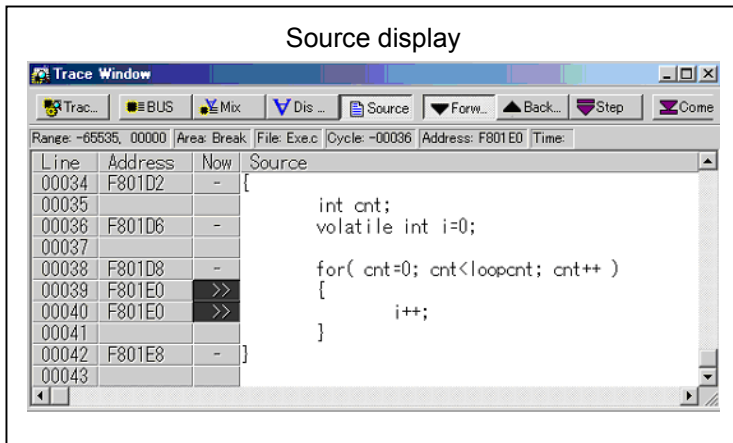 Source display
Trace Window
Trac... BUS Mix Dis ... Source Forw... Back... Step Come
Range: -65535, 00000 Area: Break File: Exe.c Cycle: -00036 Address: F801E0 Time:
Line Address Now Source
00034 F801D2 - {
00035 int cnt;
00036 F801D6 - volatile int i=0;
00037
00038 F801D8 - for( cnt=0; cnt<loopcnt; cnt++ )
00039 F801E0 >> {
00040 F801E0 >> i++;
00041 }
00042 F801E8 - }
00043